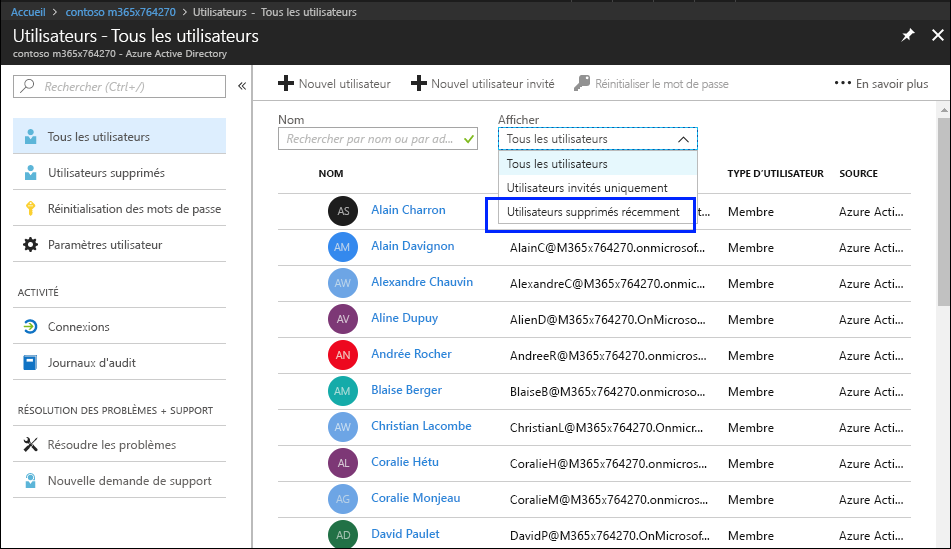 Accueil > contoso m365x764270 > Utilisateurs - Tous les utilisateurs
Utilisateurs - Tous les utilisateurs
contoso m365x764270 - Azure Active Directory
Rechercher (Ctrl+/)
Tous les utilisateurs
Utilisateurs supprimés
Réinitialisation des mots de passe
Paramètres utilisateur
ACTIVITÉ
Connexions
Journaux d'audit
RÉSOLUTION DES PROBLÈMES + SUPPORT
Résoudre les problèmes
Nouvelle demande de support
Nouvel utilisateur
Nouvel utilisateur invité
Réinitialiser le mot de passe
En savoir plus
Nom
Rechercher par nom ou par ad...
Afficher
Tous les utilisateurs
Tous les utilisateurs
Utilisateurs invités uniquement
Utilisateurs supprimés récemment
NOM TYPE D'UTILISATEUR SOURCE
AS Alain Charron t... Membre Azure Acti...
AM Alain Davignon AlainC@M365x764270.onmicrosof... Membre Azure Acti...
AW Alexandre Chauvin AlexandreC@M365x764270.onmic... Membre Azure Acti...
AV Aline Dupuy AlienD@M365x764270.OnMicroso... Membre Azure Acti...
AN Andrée Rocher AndreeR@M365x764270.onmicros... Membre Azure Acti...
AM Blaise Berger BlaiseB@M365x764270.onmicros... Membre Azure Acti...
AW Christian Lacombe ChristianL@M365x764270.Onmicr... Membre Azure Acti...
AL Coralie Hétu CoralieH@M365x764270.onmicros... Membre Azure Acti...
AG Coralie Monjeau CoralieM@M365x764270.onmicros... Membre Azure Acti...
AD David Paulet DavidP@M365x764270.onmicrosof... Membre Azure Acti...